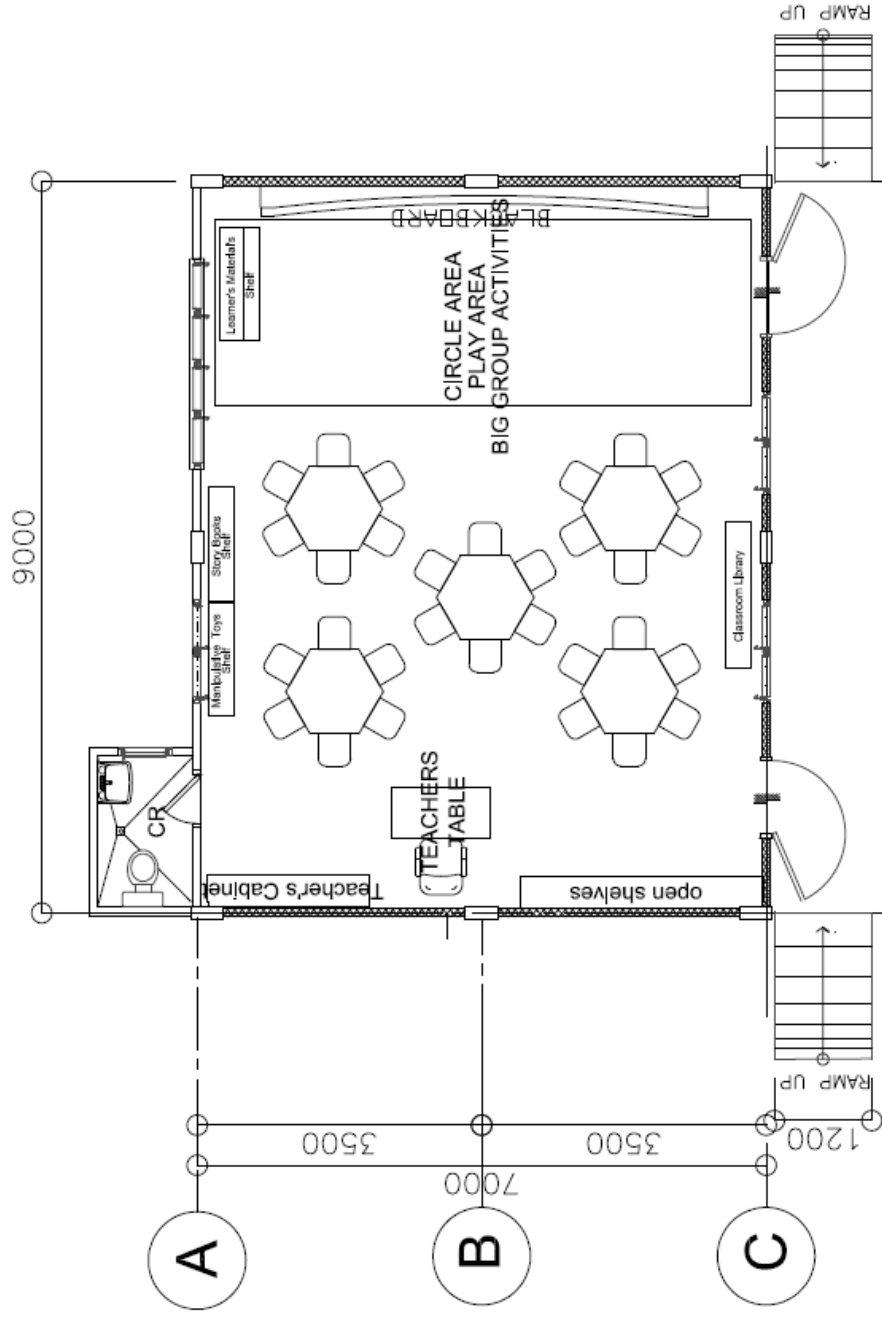 RAMP UP
9000
Learner's Materials
Shelf
BLACKBOARD
CIRCLE AREA
PLAY AREA
BIG GROUP ACTIVITIES
Story Books
Shelf
Manipulative Toys
Shelf
Classroom Library
CR
TEACHERS
TABLE
Teacher's Cabinet
open shelves
RAMP UP
3500
3500
7000
1200
A
B
C